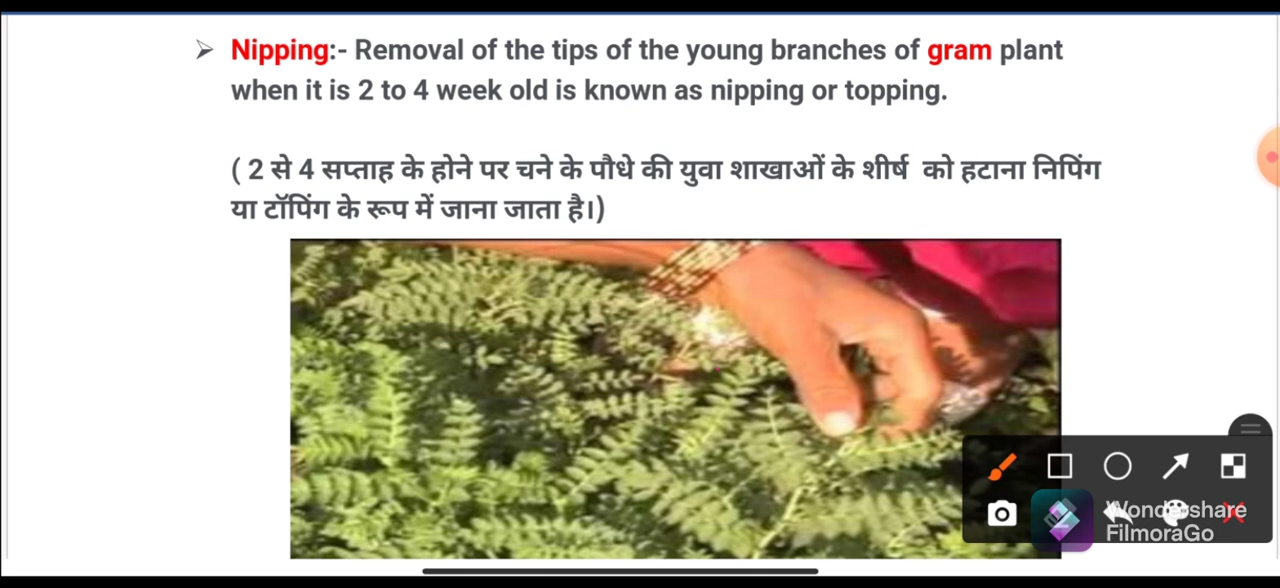 ➢ Nipping:- Removal of the tips of the young branches of gram plant
when it is 2 to 4 week old is known as nipping or topping.
( 2 से 4 सप्ताह के होने पर चने के पौधे की युवा शाखाओं के शीर्ष को हटाना निपिंग
या टॉपिंग के रूप में जाना जाता है।)
Wondershare
FilmoraGo